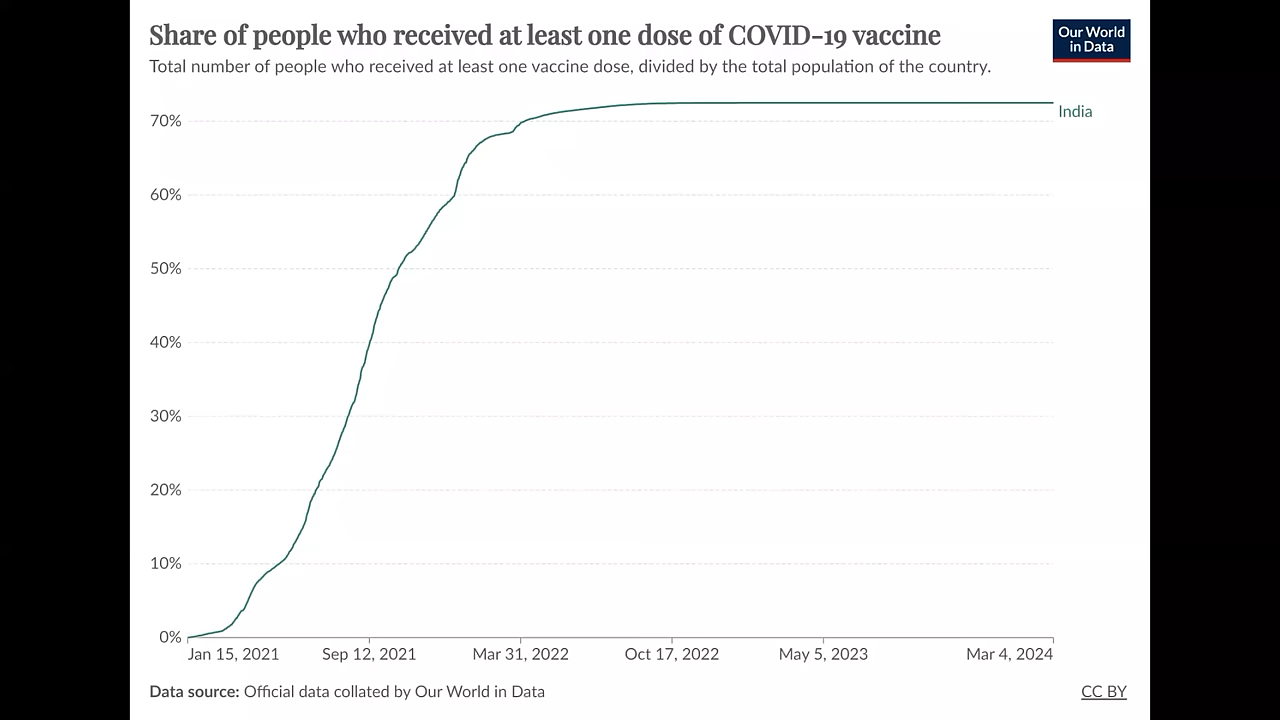 Share of people who received at least one dose of COVID-19 vaccine
Our World
in Data
Total number of people who received at least one vaccine dose, divided by the total population of the country.
India
70%
60%
50%
40%
30%
20%
10%
0%
Jan 15, 2021 Sep 12, 2021 Mar 31, 2022 Oct 17, 2022 May 5, 2023 Mar 4, 2024
Data source: Official data collated by Our World in Data
CC BY